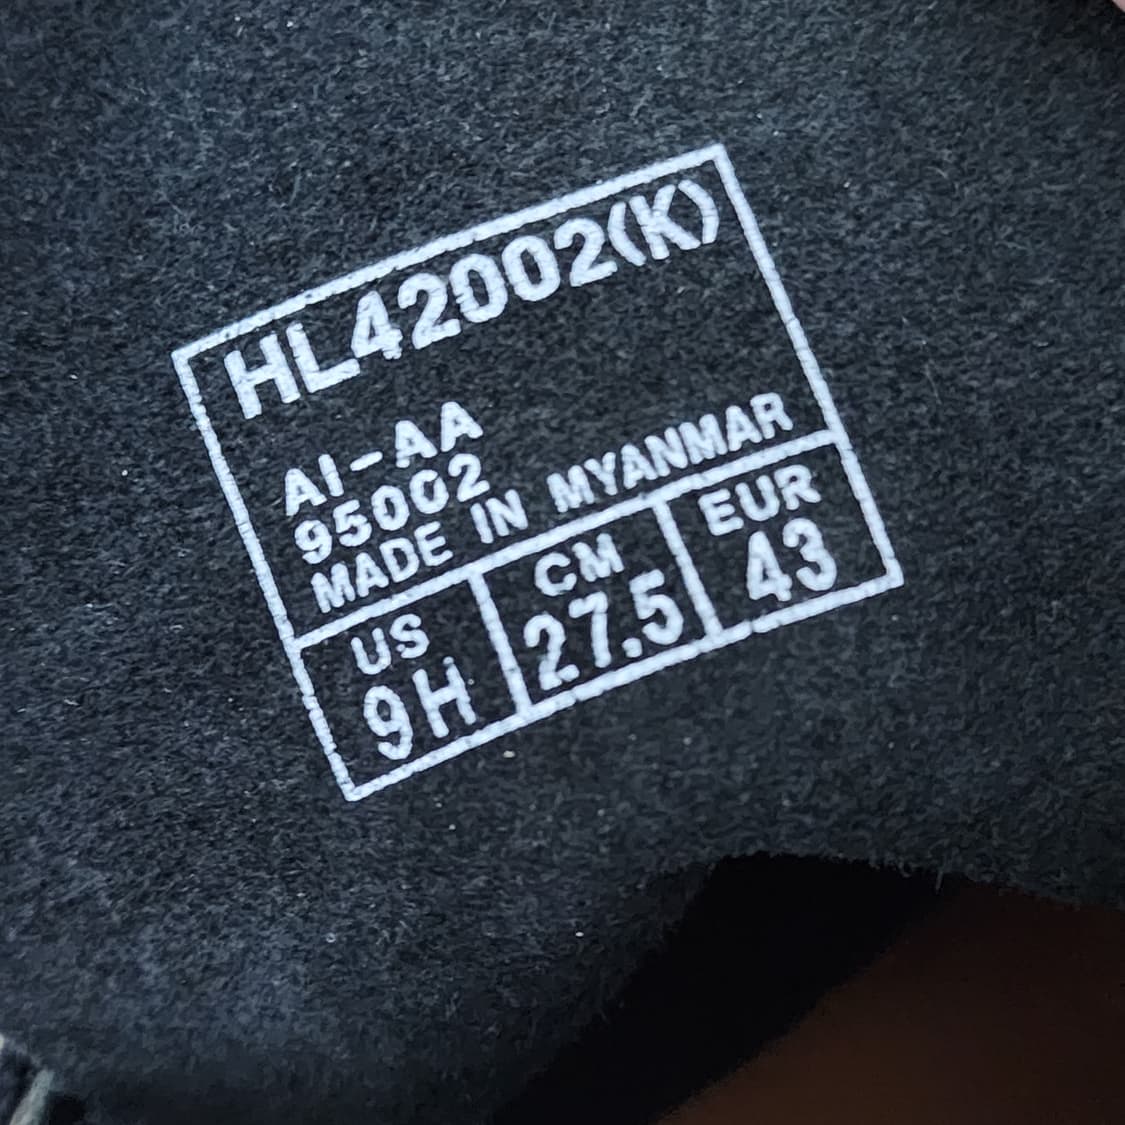 HL42002(K)
AI-AA
95002
MADE IN MYANMAR
US CM EUR
9H 27.5 43